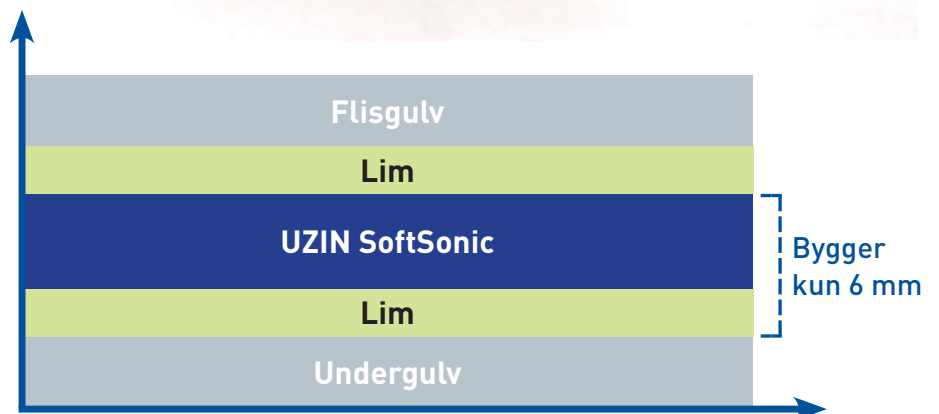 Flisgulv
Lim
UZIN SoftSonic
Bygger
kun 6 mm
Lim
Undergulv